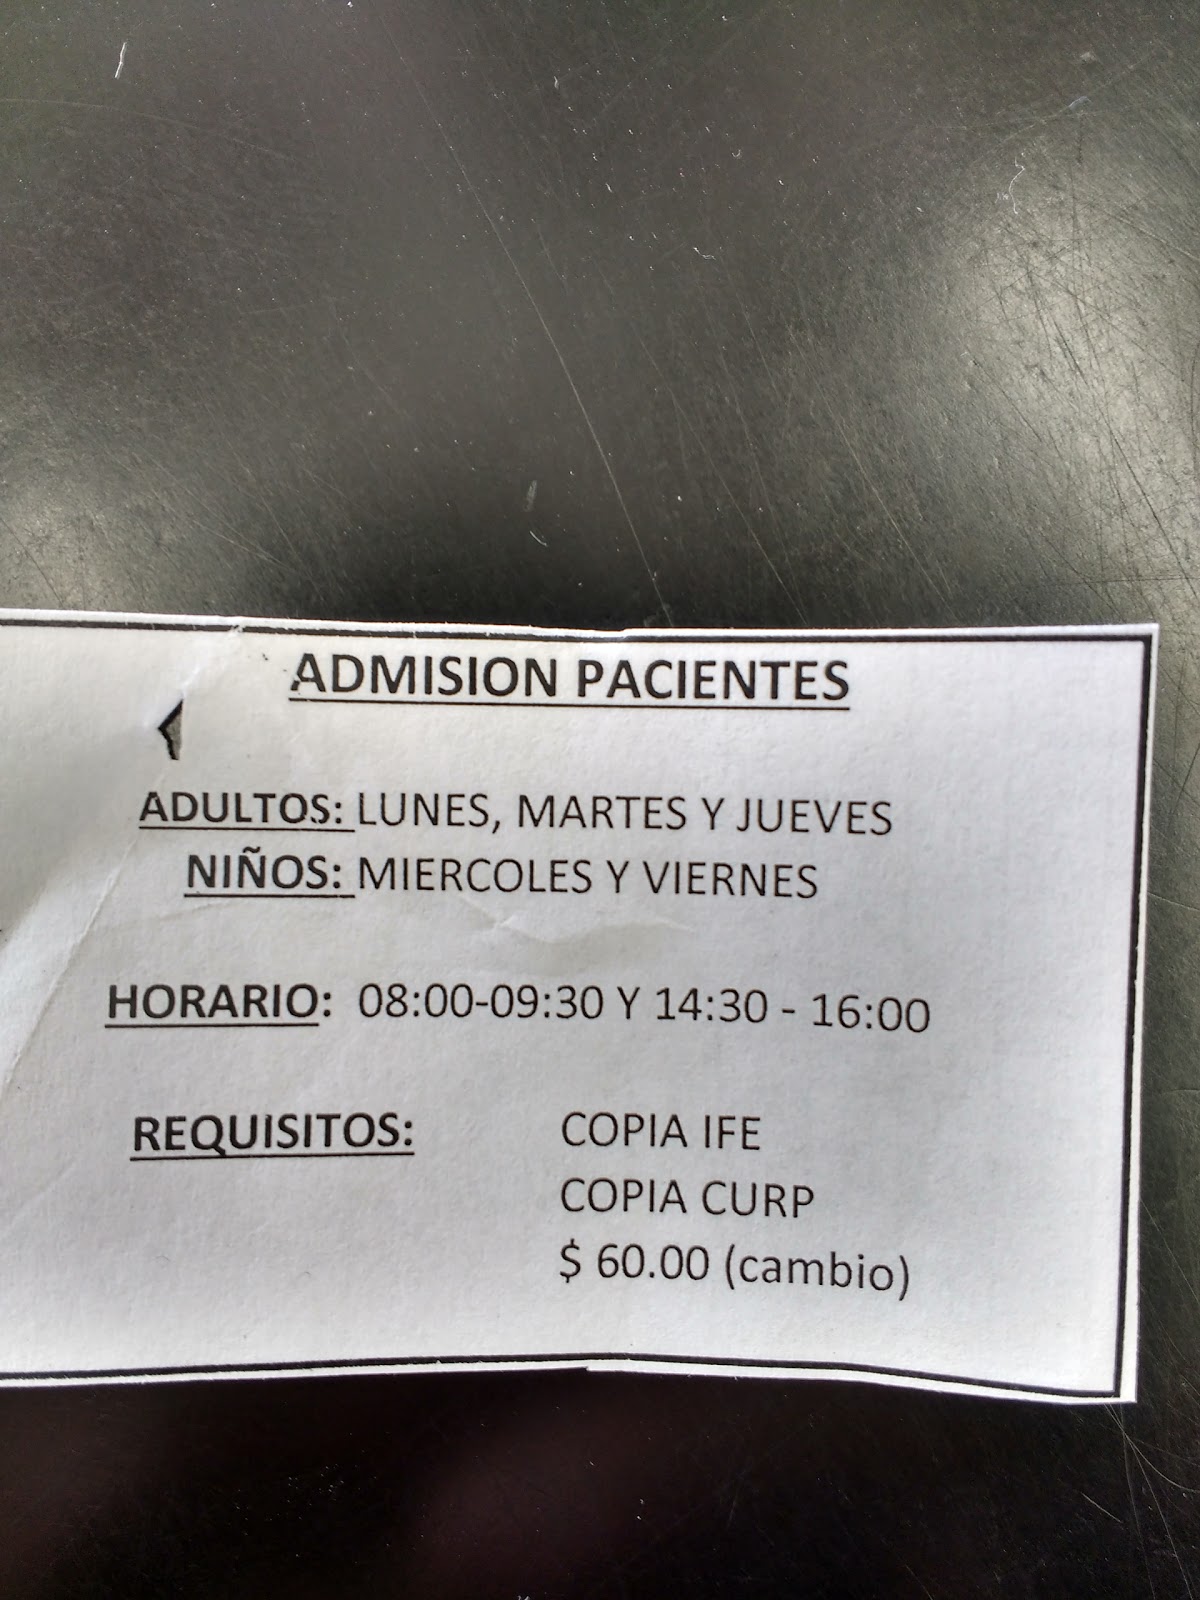 ADMISION PACIENTES
ADULTOS: LUNES, MARTES Y JUEVES
NIÑOS: MIERCOLES Y VIERNES
HORARIO: 08:00-09:30 Y 14:30 - 16:00
REQUISITOS: COPIA IFE
COPIA CURP
$ 60.00 (cambio)